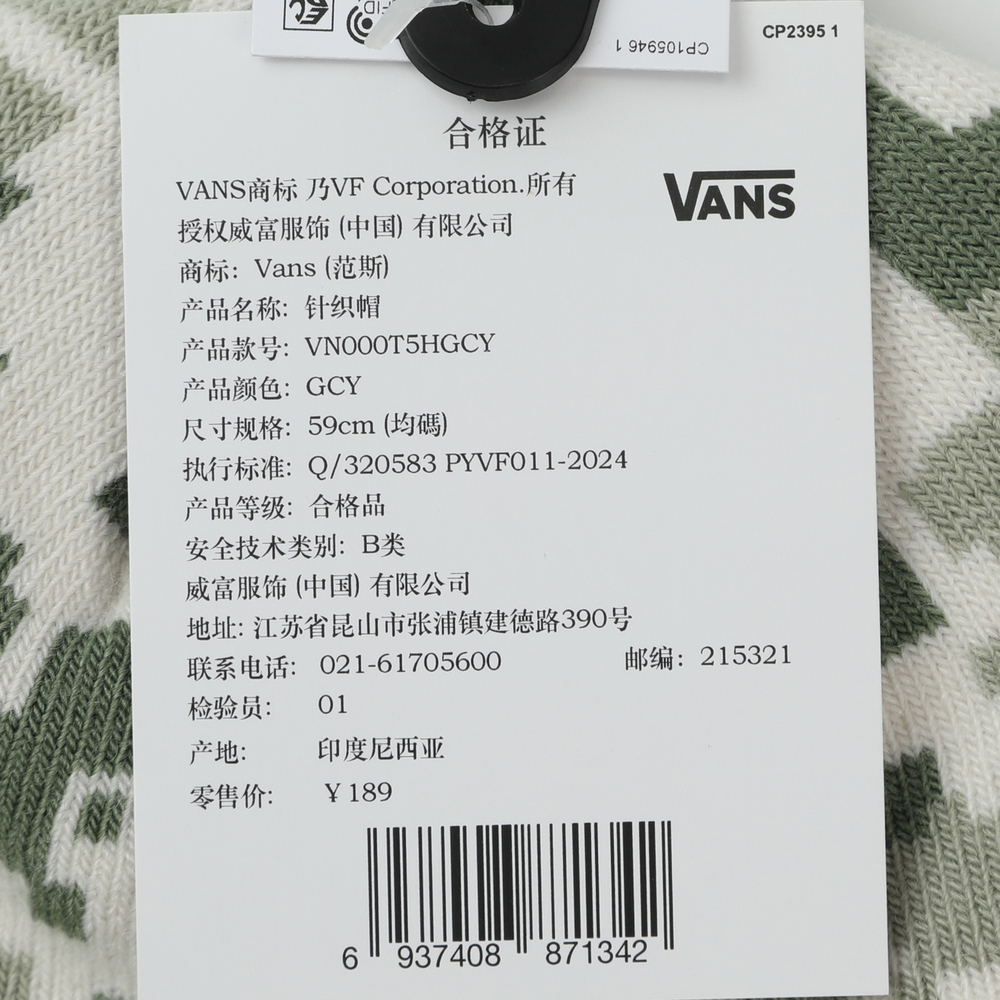 CP105946 1
CP2395 1
合格证
VANS
VANS商标 乃VF Corporation.所有
授权威富服饰 (中国) 有限公司
商标: Vans (范斯)
产品名称: 针织帽
产品款号: VN000T5HGCY
产品颜色: GCY
尺寸规格: 59cm (均碼)
执行标准: Q/320583 PYVF011-2024
产品等级: 合格品
安全技术类别: B类
威富服饰 (中国) 有限公司
地址: 江苏省昆山市张浦镇建德路390号
联系电话: 021-61705600 邮编: 215321
检验员: 01
产地: 印度尼西亚
零售价: ¥ 189
6 937408 871342